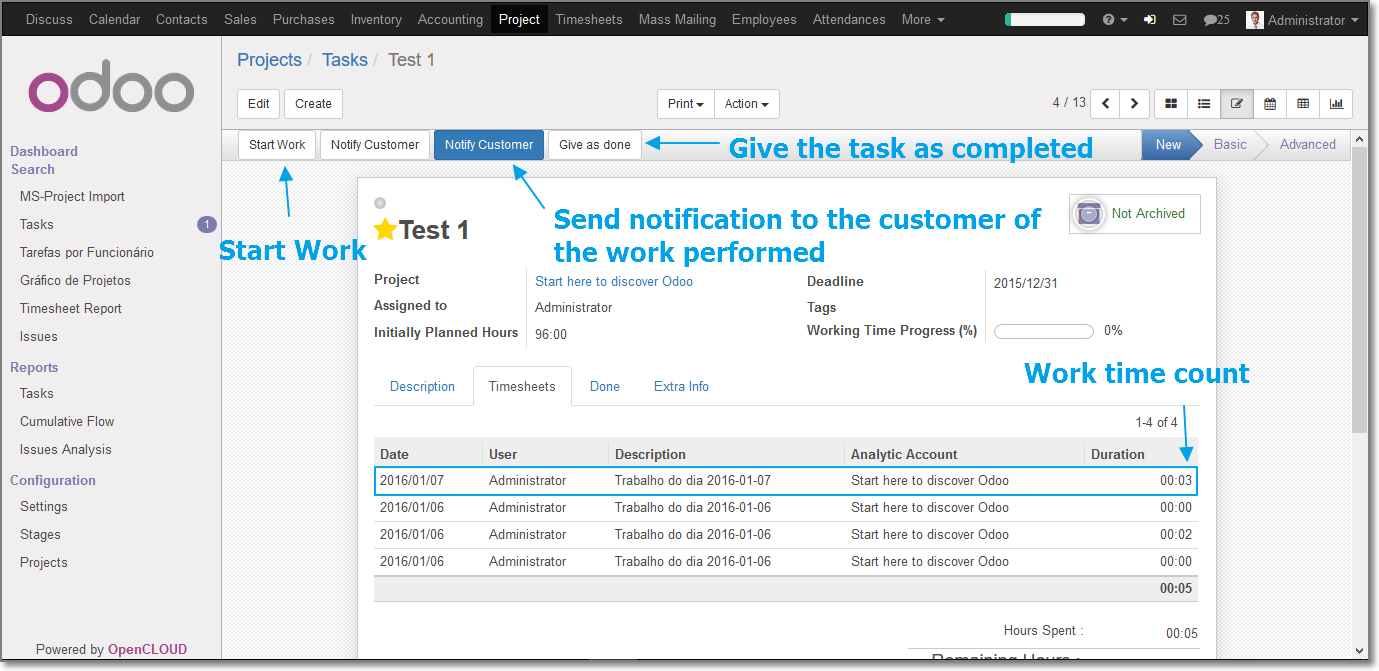 Discuss Calendar Contacts Sales Purchases Inventory Accounting Project Timesheets Mass Mailing Employees Attendances More 25 Administrator
odoo
Projects / Tasks / Test 1
Edit Create Print Action 4 / 13
Start Work Notify Customer Notify Customer Give as done New Basic Advanced
Give the task as completed
Start Work
Send notification to the customer of
the work performed
Dashboard
Search
MS-Project Import
Tasks 1
Tarefas por Funcionário
Gráfico de Projetos
Timesheet Report
Issues
Reports
Tasks
Cumulative Flow
Issues Analysis
Configuration
Settings
Stages
Projects
Powered by OpenCLOUD
Test 1
Not Archived
Project Start here to discover Odoo
Assigned to Administrator
Initially Planned Hours 96:00
Deadline 2015/12/31
Tags
Working Time Progress (%) 0%
Work time count
Description Timesheets Done Extra Info
1-4 of 4
Date User Description Analytic Account Duration
2016/01/07 Administrator Trabalho do dia 2016-01-07 Start here to discover Odoo 00:03
2016/01/06 Administrator Trabalho do dia 2016-01-06 Start here to discover Odoo 00:00
2016/01/06 Administrator Trabalho do dia 2016-01-06 Start here to discover Odoo 00:02
2016/01/06 Administrator Trabalho do dia 2016-01-06 Start here to discover Odoo 00:00
00:05
Hours Spent : 00:05
Remaining Hours :